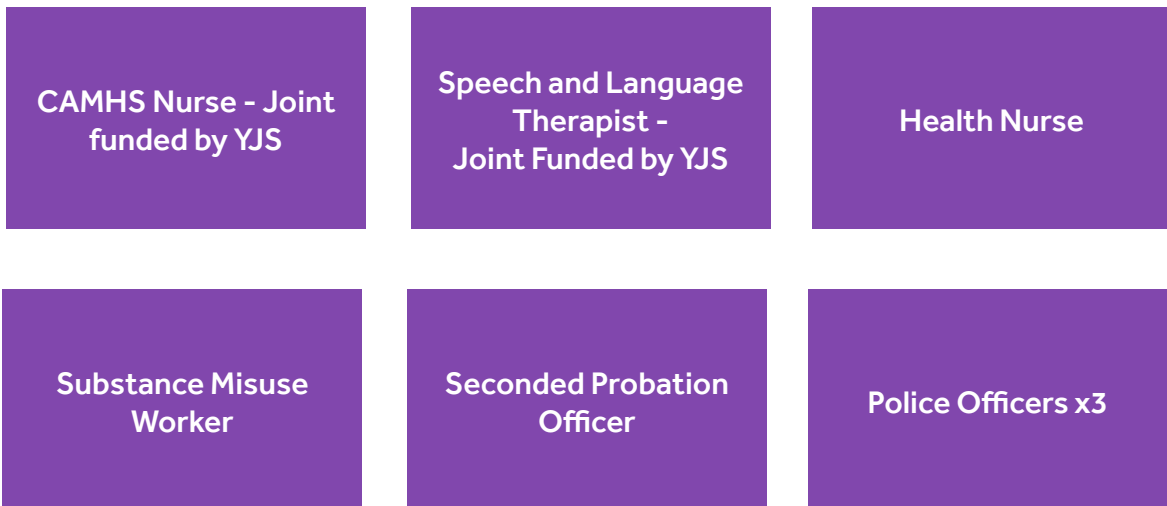 CAMHS Nurse - Joint
funded by YJS
Speech and Language
Therapist -
Joint Funded by YJS
Health Nurse
Substance Misuse
Worker
Seconded Probation
Officer
Police Officers x3